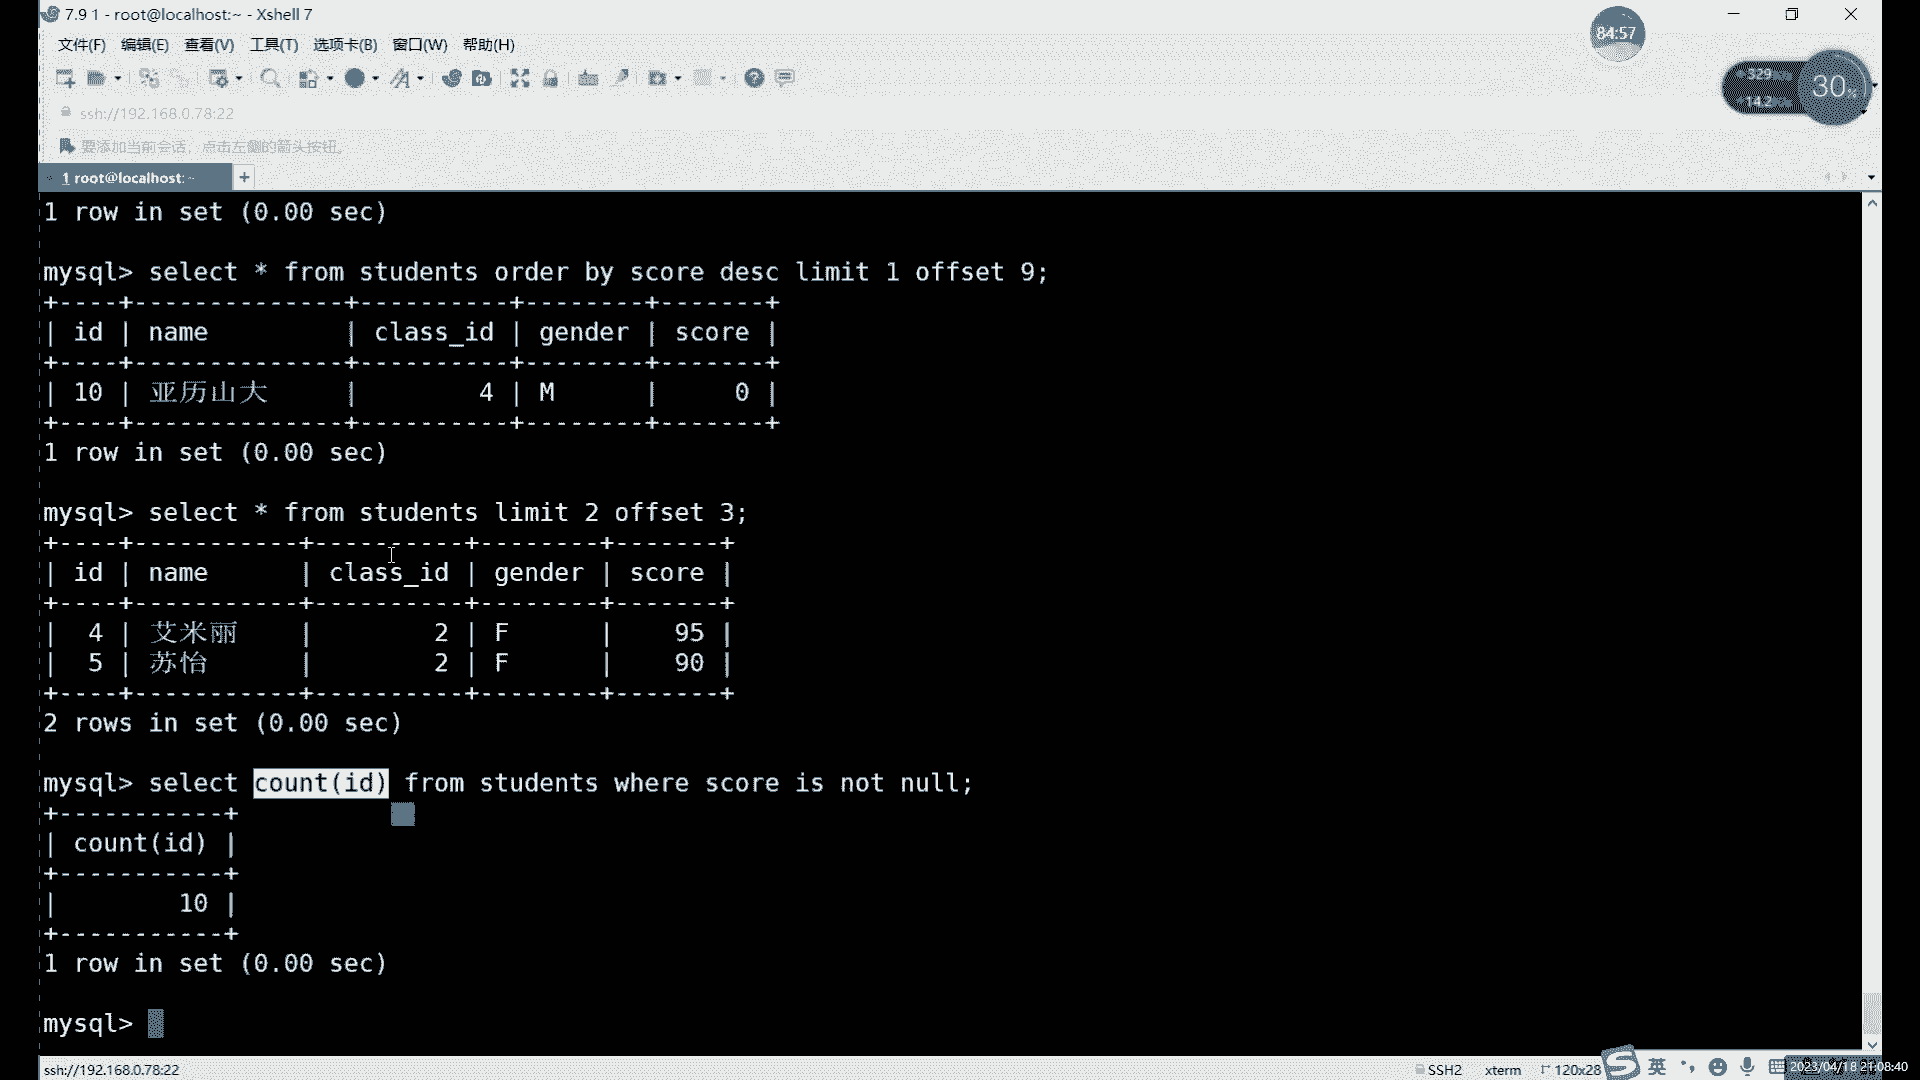 7.9 1 - root@localhost:~ - Xshell 7
84:57
文件(F) 编辑(E) 查看(V) 工具(T) 选项卡(B) 窗口(W) 帮助(H)
329
14.2
30%
ssh://192.168.0.78:22
要添加当前会话，点击左侧的箭头按钮。
1 root@localhost:~ +
1 row in set (0.00 sec)
mysql> select * from students order by score desc limit 1 offset 9;
+----+--------------+----------+--------+-------+
| id | name | class_id | gender | score |
+----+--------------+----------+--------+-------+
| 10 | 亚历山大 | 4 | M | 0 |
+----+--------------+----------+--------+-------+
1 row in set (0.00 sec)
mysql> select * from students limit 2 offset 3;
+----+-----------+----------+--------+-------+
| id | name | class_id | gender | score |
+----+-----------+----------+--------+-------+
| 4 | 艾米丽 | 2 | F | 95 |
| 5 | 苏怡 | 2 | F | 90 |
+----+-----------+----------+--------+-------+
2 rows in set (0.00 sec)
mysql> select count(id) from students where score is not null;
+-----------+
| count(id) |
+-----------+
| 10 |
+-----------+
1 row in set (0.00 sec)
mysql>
ssh://192.168.0.78:22 SSH2 xterm 120x28 英 2023/04/18 21:08:40